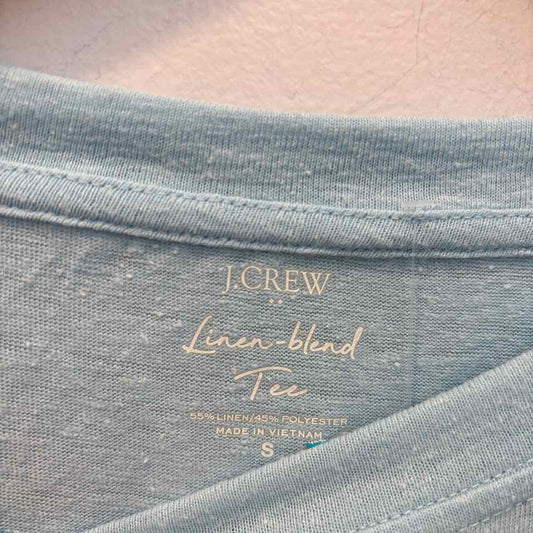 J.CREW
Linen-blend
Tee
55% LINEN/45% POLYESTER
MADE IN VIETNAM
S